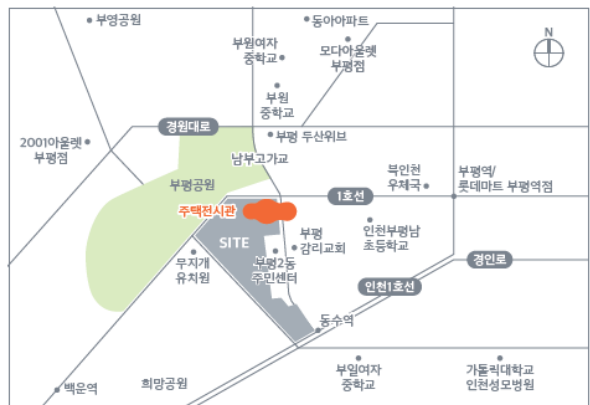 부영공원
동아아파트
N
부원여자
중학교
모다아울렛
부평점
부원
중학교
경원대로
부평 두산위브
2001아울렛
부평점
남부고가교
북인천
우체국
부평역/
롯데마트 부평역점
부평공원
1호선
주택전시관
SITE
부평
감리교회
인천부평남
초등학교
무지개
유치원
부평2동
주민센터
경인로
인천1호선
동수역
백운역
희망공원
부일여자
중학교
가톨릭대학교
인천성모병원